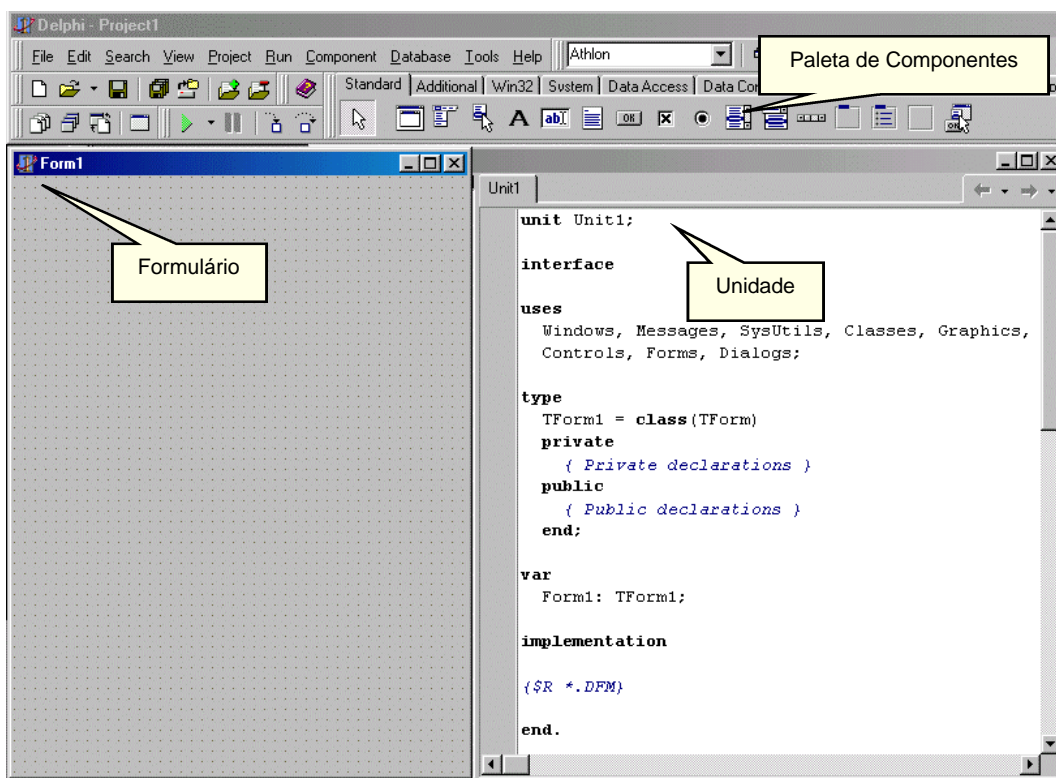 Delphi - Project1
File Edit Search View Project Run Component Database Tools Help Athlon
Paleta de Componentes
Standard Additional Win32 System Data Access
Form1
Formulário
Unit1
unit Unit1;
Unidade
interface
uses
Windows, Messages, SysUtils, Classes, Graphics,
Controls, Forms, Dialogs;
type
TForm1 = class(TForm)
private
{ Private declarations }
public
{ Public declarations }
end;
var
Form1: TForm1;
implementation
{$R *.DFM}
end.